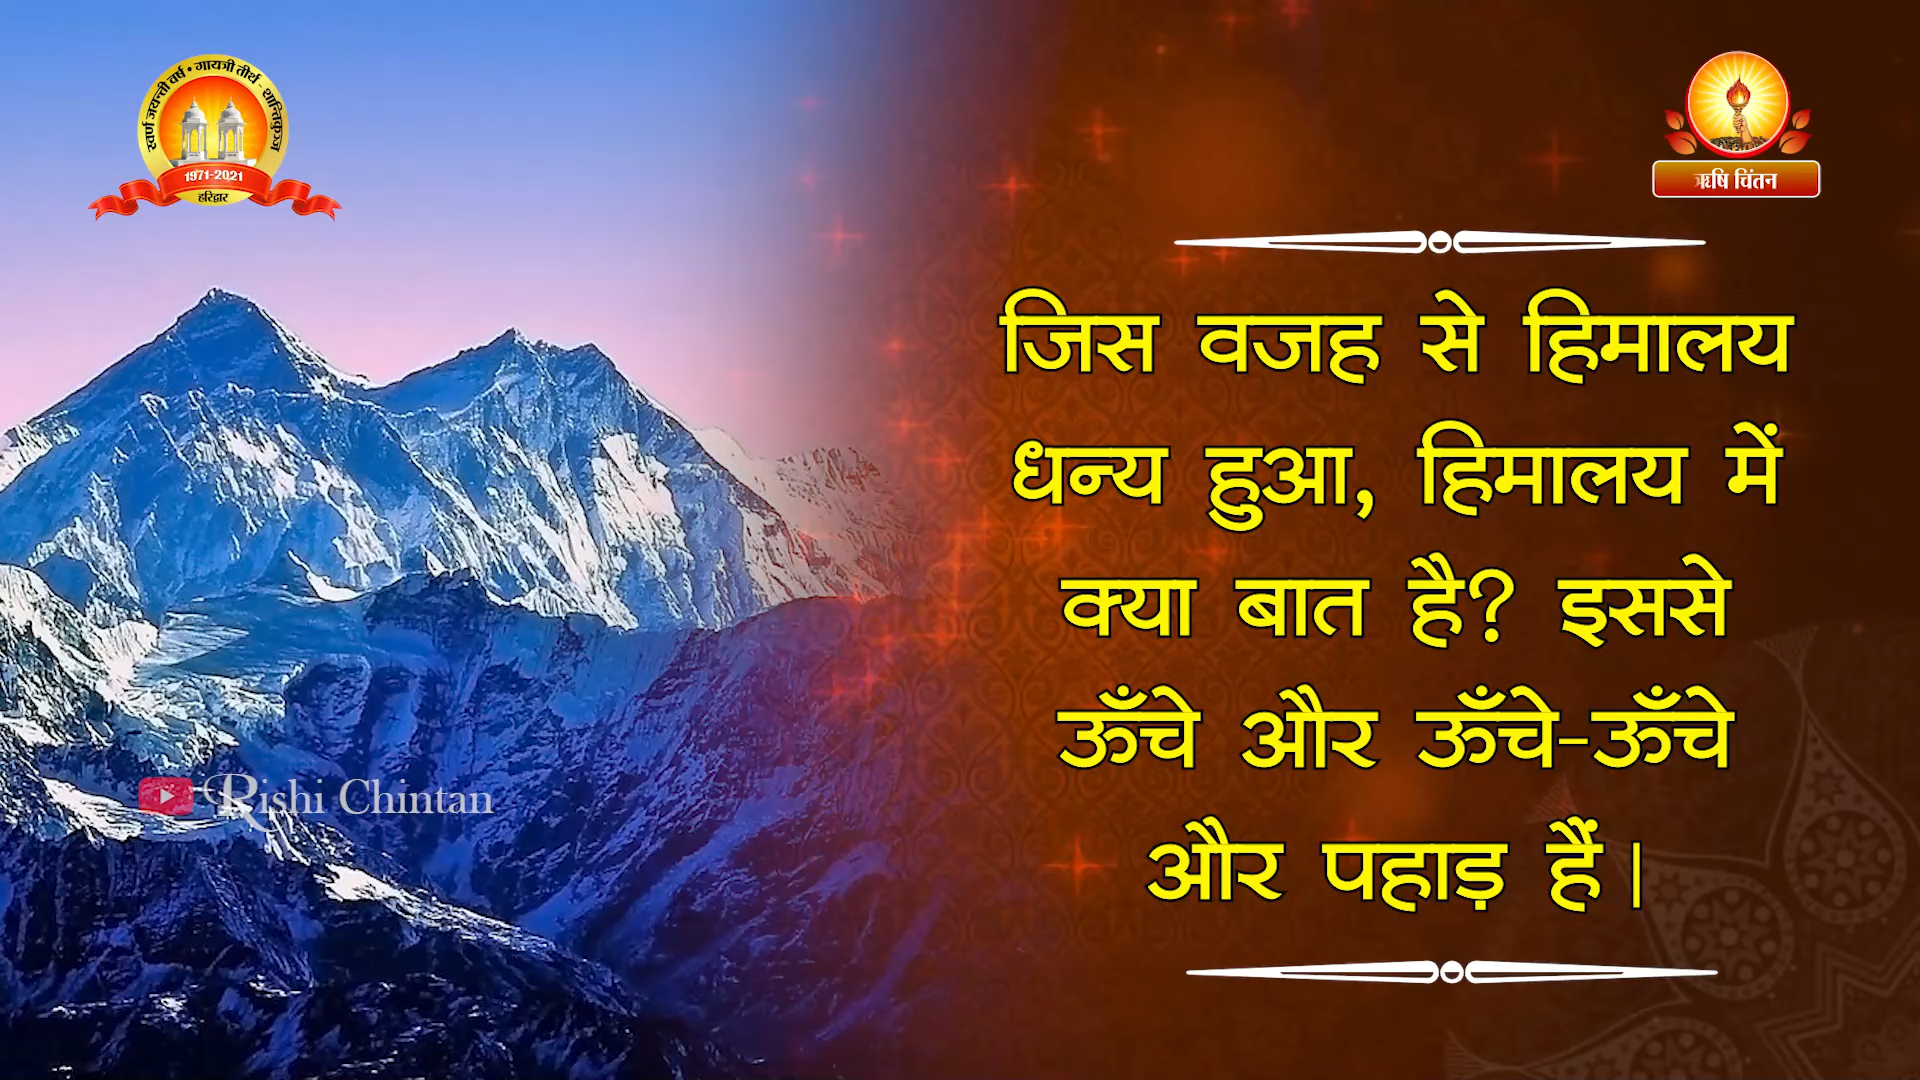 स्वर्ण जयन्ती वर्ष • गायत्री तीर्थ - शान्तिकुञ्ज
1971-2021
हरिद्वार
ऋषि चिंतन
जिस वजह से हिमालय
धन्य हुआ, हिमालय में
क्या बात है? इससे
ऊँचे और ऊँचे-ऊँचे
और पहाड़ हैं।
Rishi Chintan